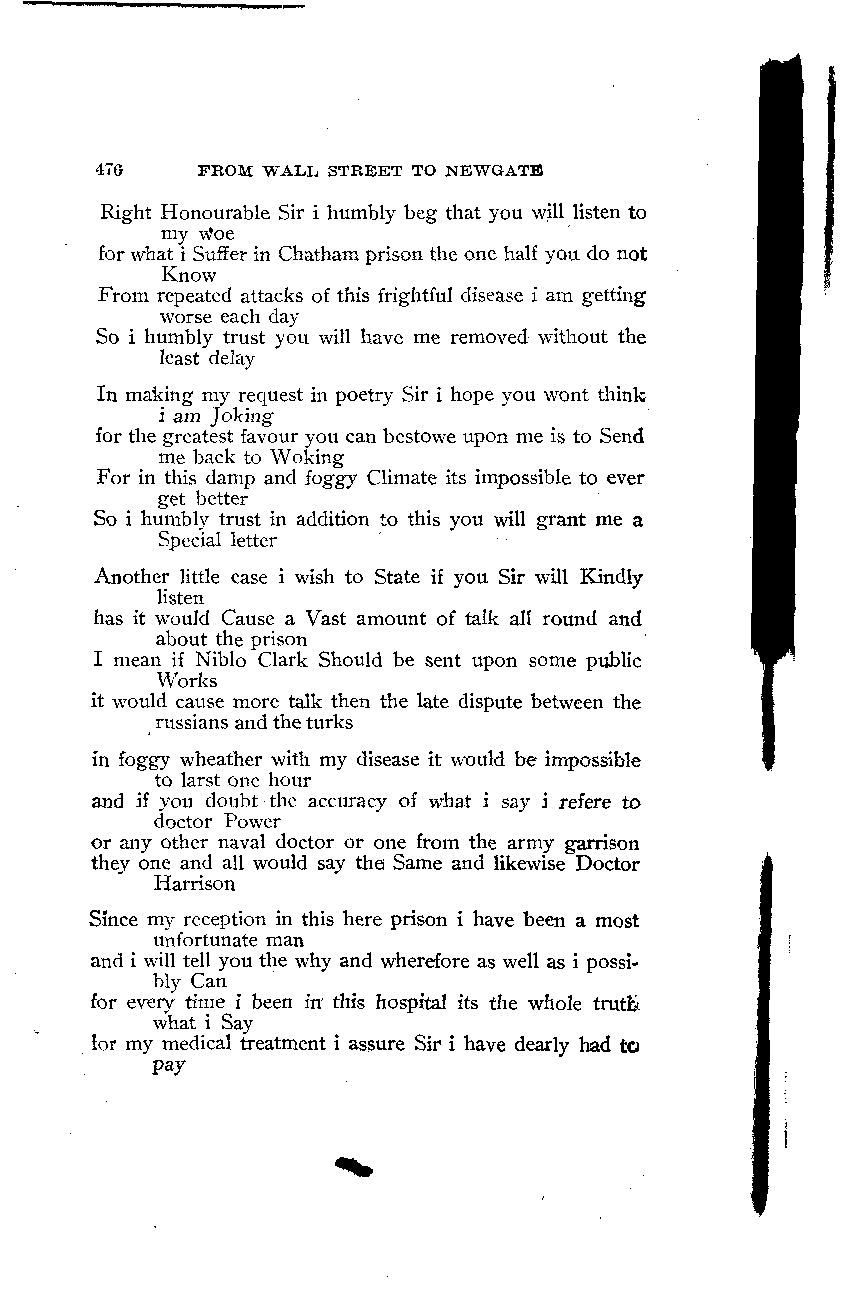 476 FROM WALL STREET TO NEWGATE
Right Honourable Sir i humbly beg that you will listen to
my woe
for what i Suffer in Chatham prison the one half you do not
Know
From repeated attacks of this frightful disease i am getting
worse each day
So i humbly trust you will have me removed without the
least delay
In making my request in poetry Sir i hope you wont think
i am Joking
for the greatest favour you can bestowe upon me is to Send
me back to Woking
For in this damp and foggy Climate its impossible to ever
get better
So i humbly trust in addition to this you will grant me a
Special letter
Another little case i wish to State if you Sir will Kindly
listen
has it would Cause a Vast amount of talk all round and
about the prison
I mean if Niblo Clark Should be sent upon some public
Works
it would cause more talk then the late dispute between the
russians and the turks
in foggy wheather with my disease it would be impossible
to larst one hour
and if you doubt the accuracy of what i say i refere to
doctor Power
or any other naval doctor or one from the army garrison
they one and all would say the Same and likewise Doctor
Harrison
Since my reception in this here prison i have been a most
unfortunate man
and i will tell you the why and wherefore as well as i possi-
bly Can
for every time i been in this hospital its the whole truth
what i Say
for my medical treatment i assure Sir i have dearly had to
pay